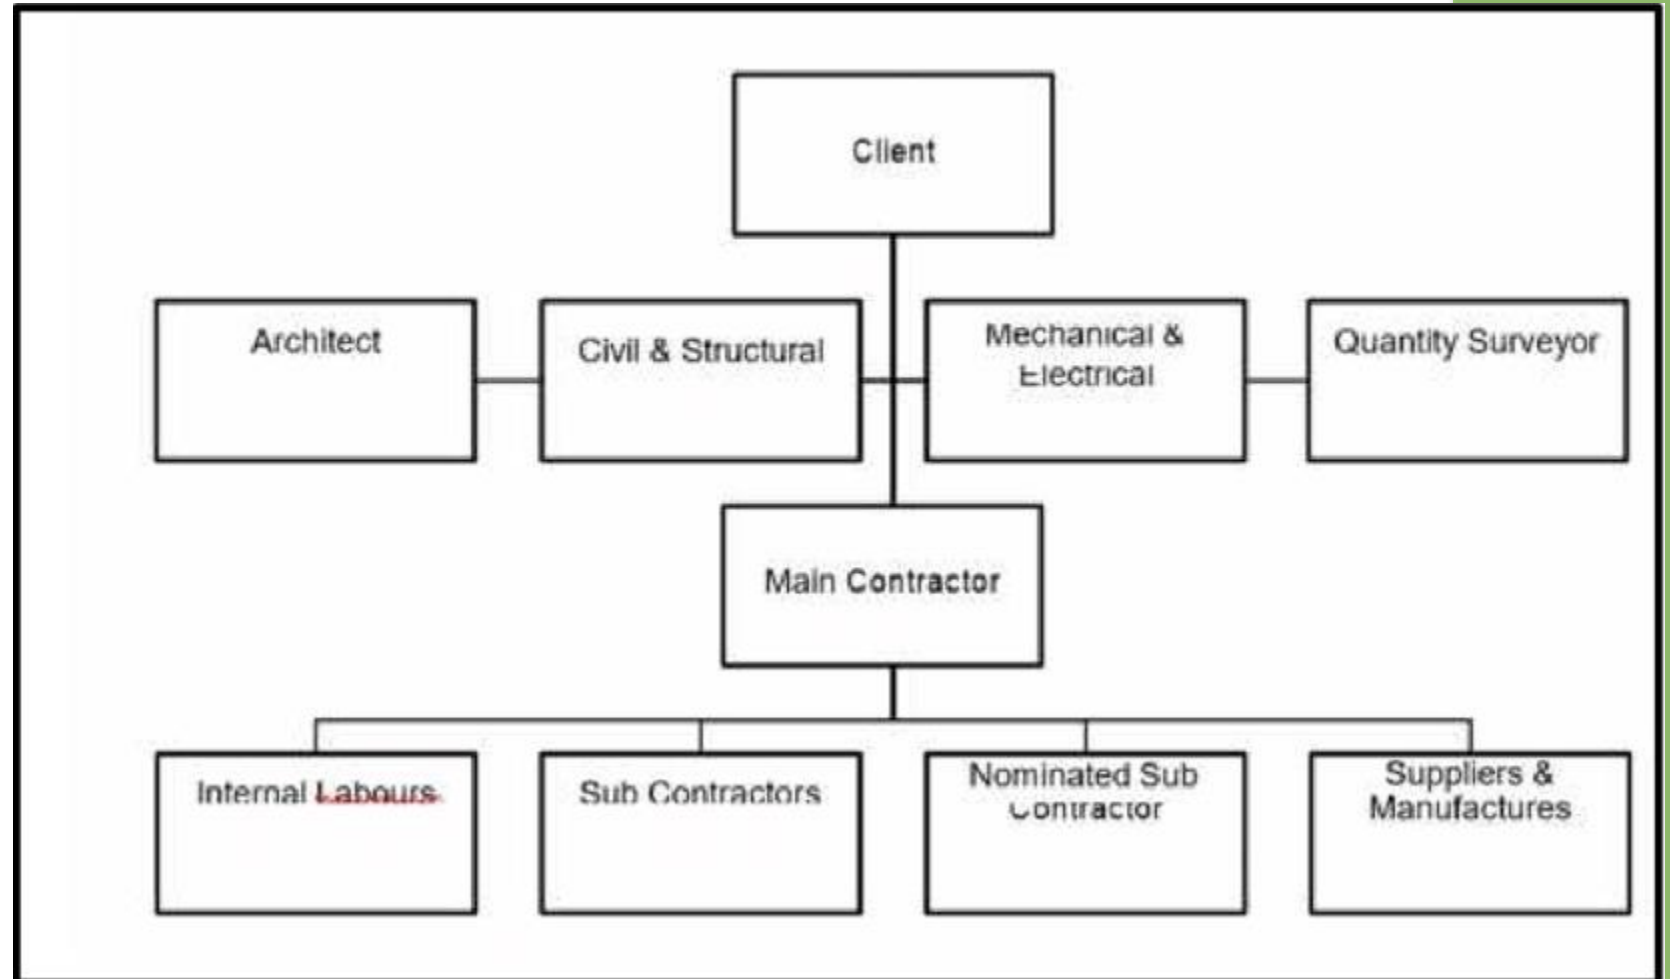 Client
Architect
Civil & Structural
Mechanical &
Electrical
Quantity Surveyor
Main Contractor
Internal Labours
Sub Contractors
Nominated Sub
Contractor
Suppliers &
Manufactures